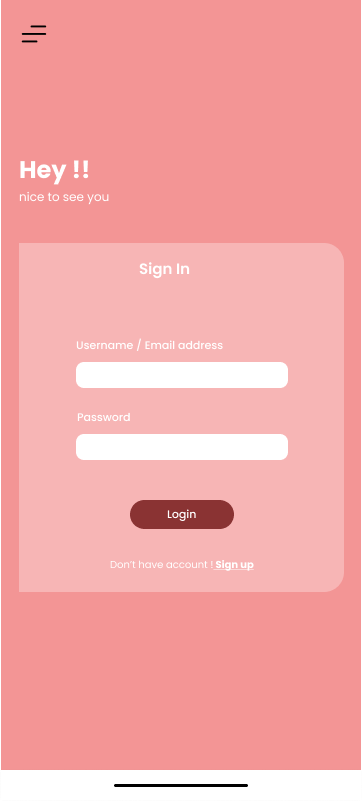 Hey !!
nice to see you
Sign In
Username / Email address
Password
Login
Don't have account ! Sign up